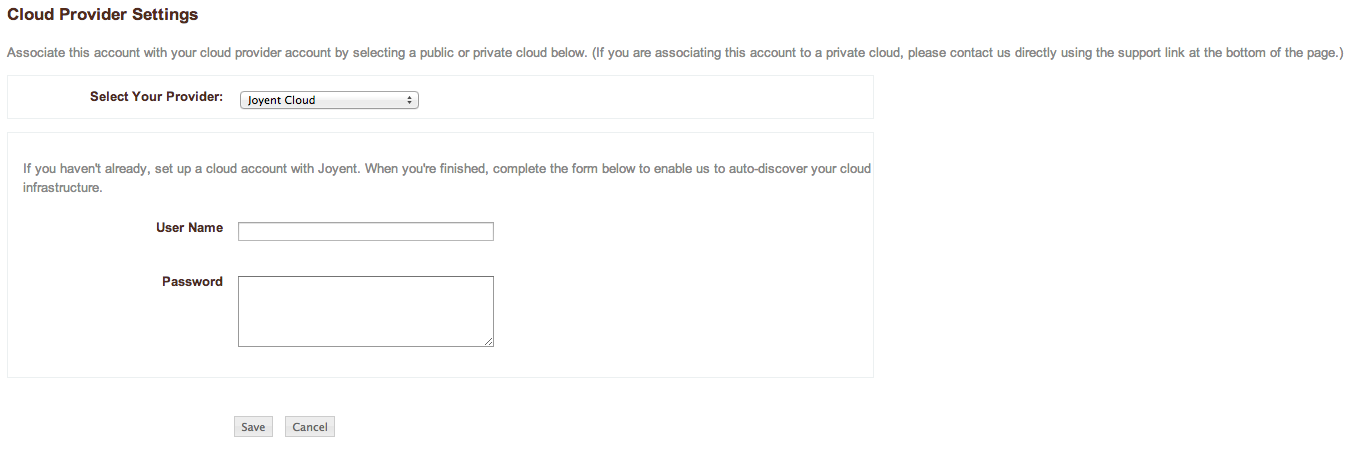 Cloud Provider Settings
Associate this account with your cloud provider account by selecting a public or private cloud below. (If you are associating this account to a private cloud, please contact us directly using the support link at the bottom of the page.)
Select Your Provider: Joyent Cloud
If you haven't already, set up a cloud account with Joyent. When you're finished, complete the form below to enable us to auto-discover your cloud
infrastructure.
User Name
Password
Save Cancel